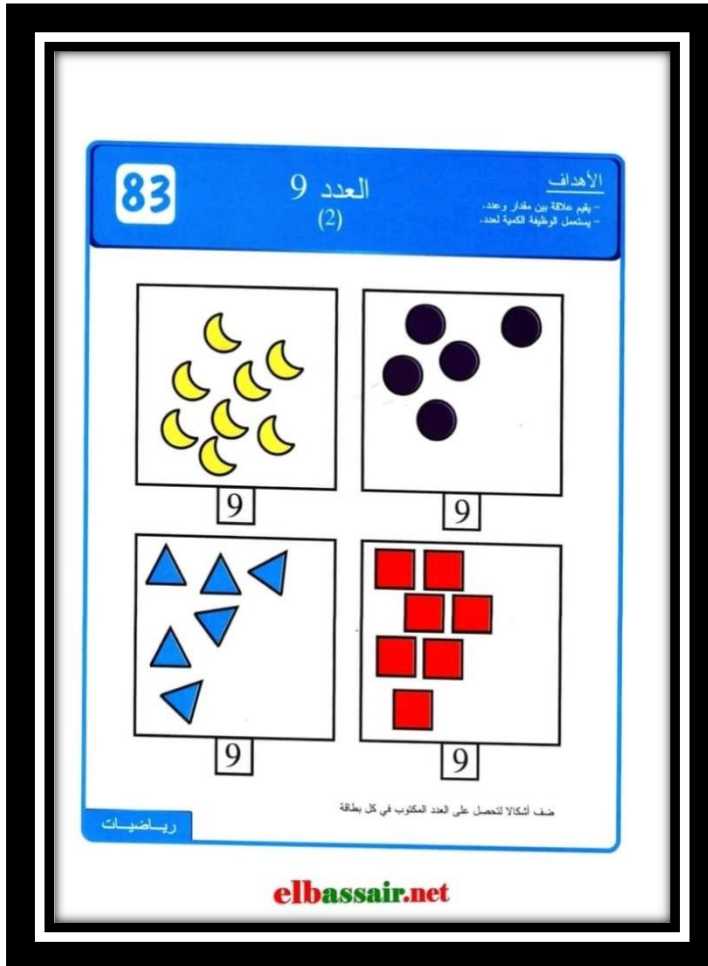 الأهداف
- يقيم علاقة بين مقدار وعدد.
- يستعمل الوظيفة الكمية لعدد.
العدد 9
(2)
83
9
9
9
9
ضف أشكالا لتحصل على العدد المكتوب في كل بطاقة
ريـاضيـات
elbassair.net